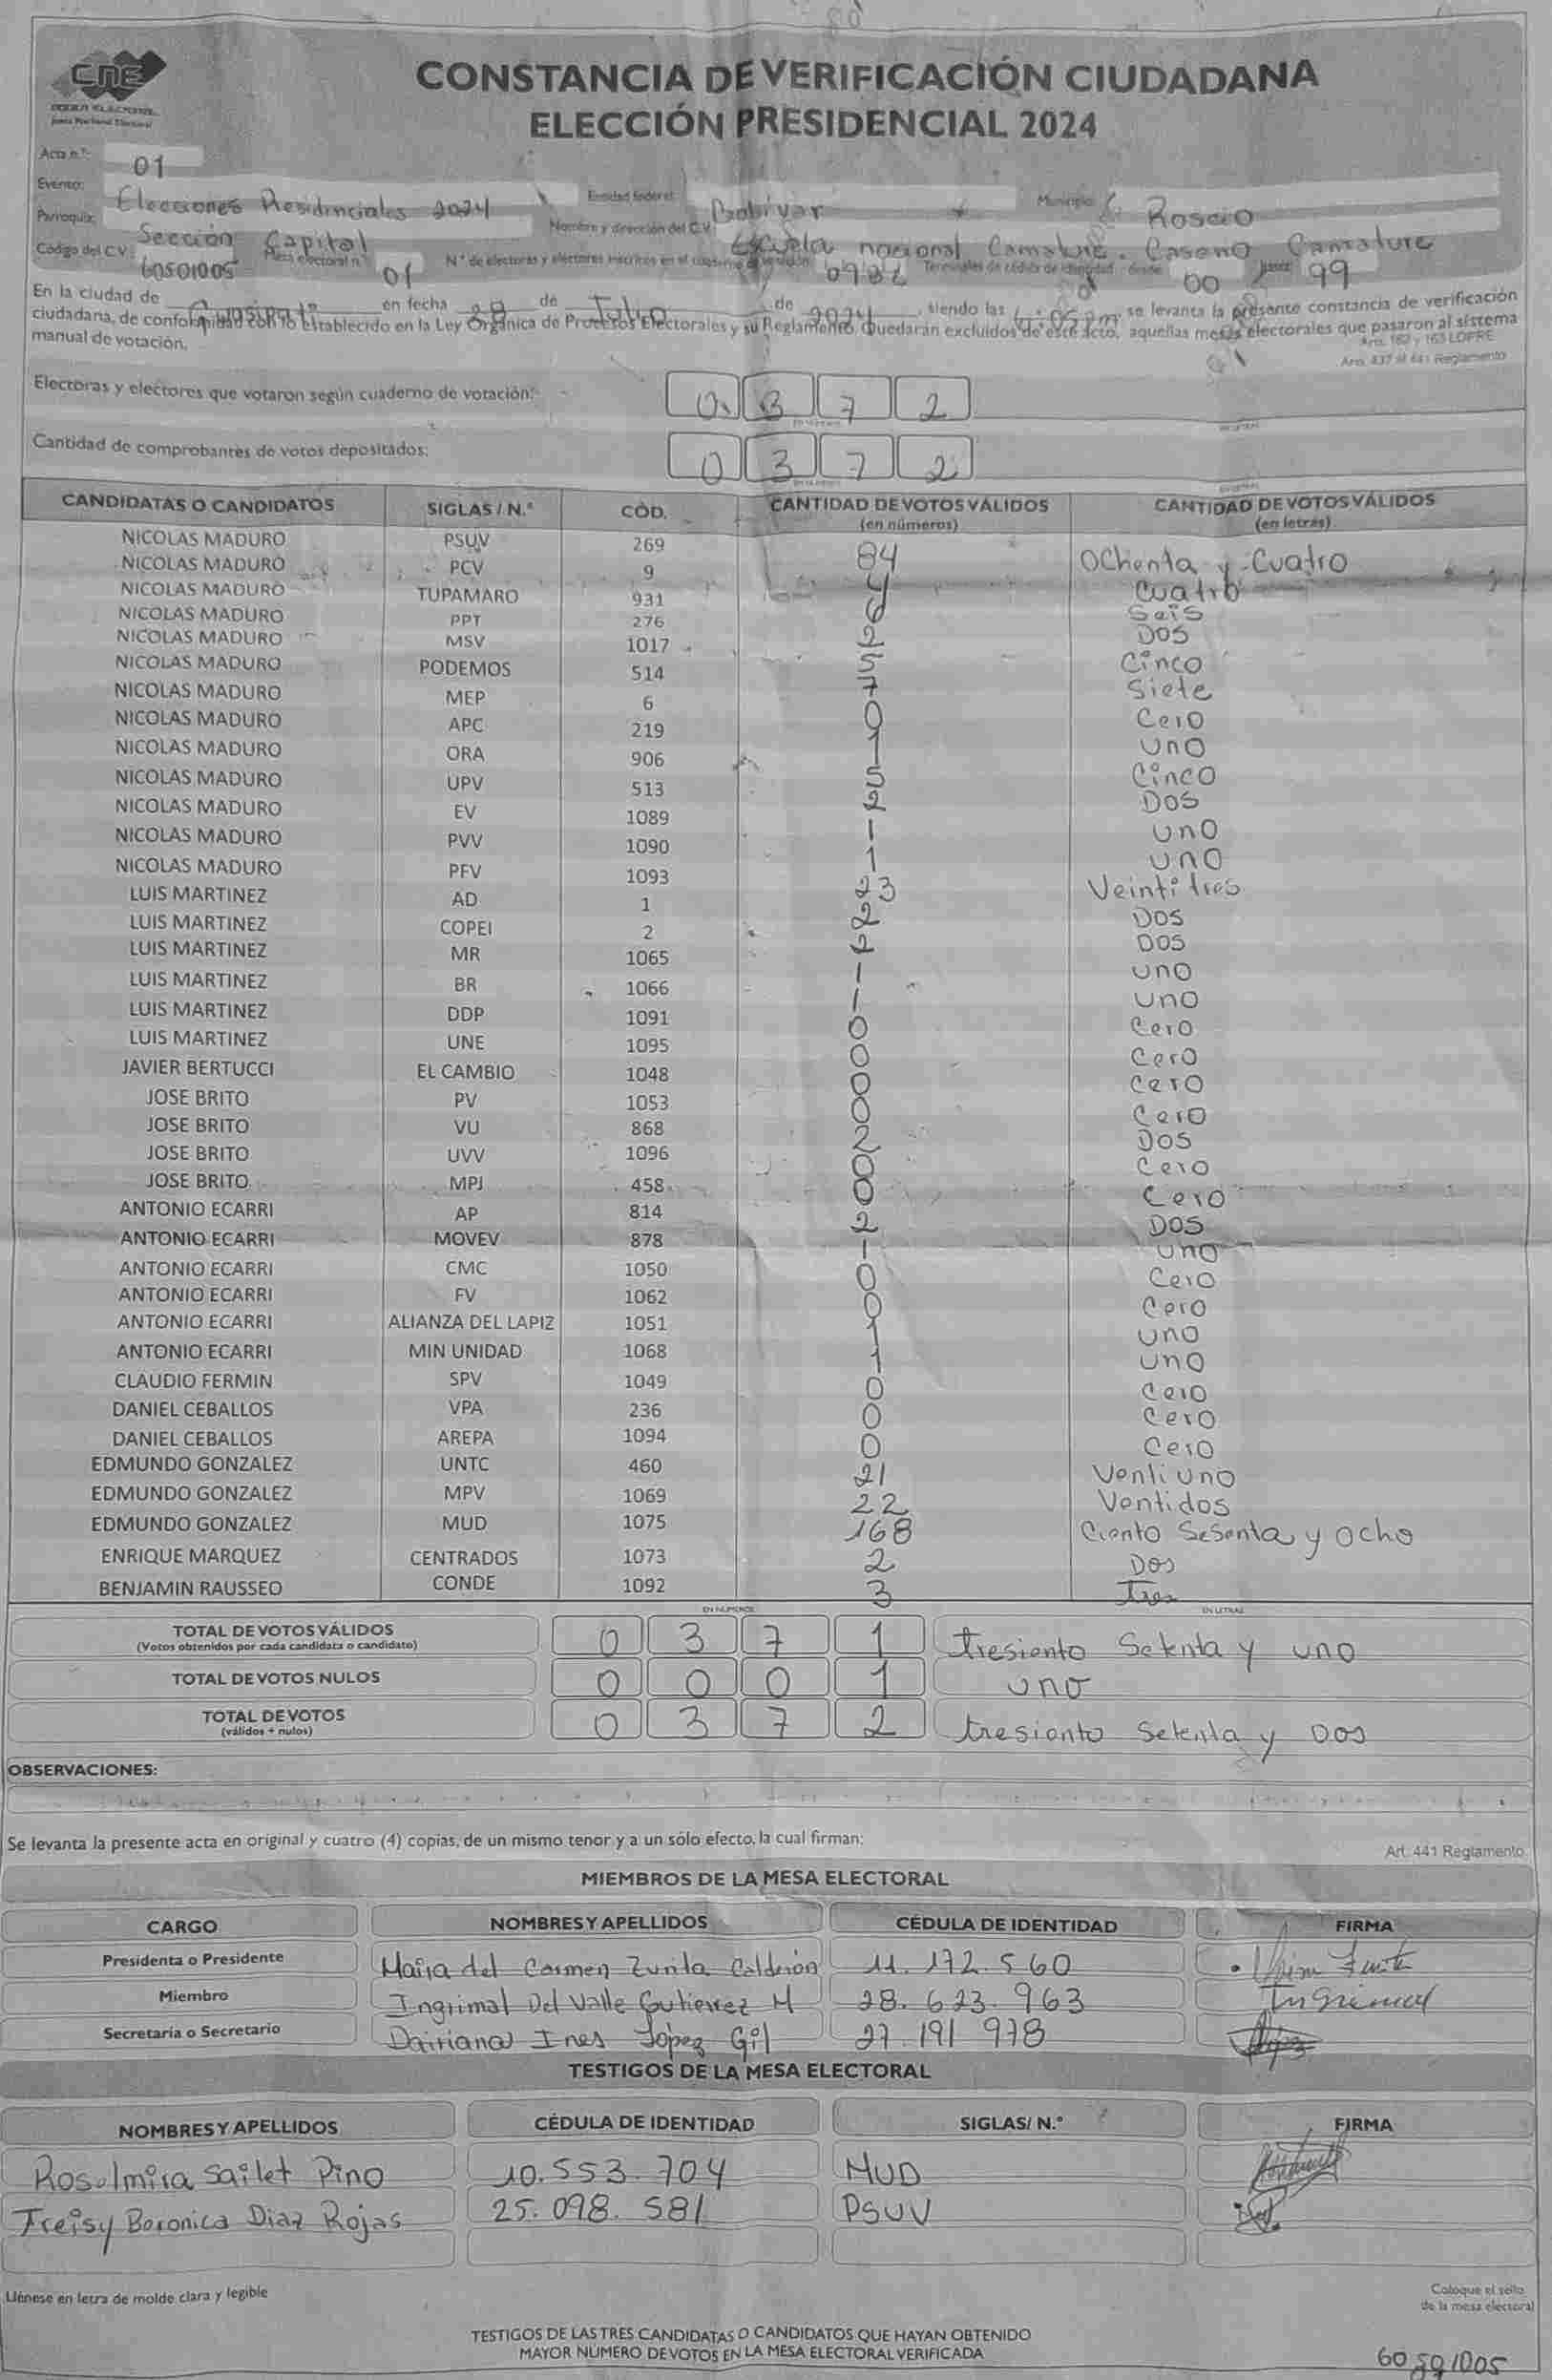 CNE
PODER ELECTORAL
Junta Nacional Electoral
CONSTANCIA DE VERIFICACIÓN CIUDADANA
ELECCIÓN PRESIDENCIAL 2024
Acta n.º: 01
Evento: Elecciones Presidenciales 2024 Entidad federal: Bolívar Municipio: Roscio
Parroquia: Sección Capital Nombre y dirección del C.V: Escuela nacional Camature. Caserio Camature
Código del C.V: 60501005 Mesa electoral n.º 01 N° de electoras y electores inscritos en el cuaderno de votación: Terminales de cédula de identidad: desde 00 hasta 99
En la ciudad de Guasipati en fecha 28 de Julio de 2024, siendo las se levanta la presente constancia de verificación
ciudadana, de conformidad con lo establecido en la Ley Orgánica de Procesos Electorales y su Reglamento. Quedarán excluidos de este acto, aquellas mesas electorales que pasaron al sistema
manual de votación.
Arts. 162 y 163 LOPRE
Arts. 437 al 441 Reglamento
Electoras y electores que votaron según cuaderno de votación: 0 3 7 2
Cantidad de comprobantes de votos depositados: 0 3 7 2
CANDIDATAS O CANDIDATOS SIGLAS / N.° CÓD. CANTIDAD DE VOTOS VÁLIDOS (en números) CANTIDAD DE VOTOS VÁLIDOS (en letras)
NICOLAS MADURO PSUV 269 84 Ochenta y Cuatro
NICOLAS MADURO PCV 9 4 Cuatro
NICOLAS MADURO TUPAMARO 931 6 Seis
NICOLAS MADURO PPT 276 2 Dos
NICOLAS MADURO MSV 1017 5 Cinco
NICOLAS MADURO PODEMOS 514 7 Siete
NICOLAS MADURO MEP 6 0 Cero
NICOLAS MADURO APC 219 1 Uno
NICOLAS MADURO ORA 906 5 Cinco
NICOLAS MADURO UPV 513 2 Dos
NICOLAS MADURO EV 1089 1 Uno
NICOLAS MADURO PVV 1090 1 Uno
NICOLAS MADURO PFV 1093 23 Veintitres
LUIS MARTINEZ AD 1 2 Dos
LUIS MARTINEZ COPEI 2 2 Dos
LUIS MARTINEZ MR 1065 1 Uno
LUIS MARTINEZ BR 1066 1 Uno
LUIS MARTINEZ DDP 1091 0 Cero
LUIS MARTINEZ UNE 1095 0 Cero
JAVIER BERTUCCI EL CAMBIO 1048 0 Cero
JOSE BRITO PV 1053 0 Cero
JOSE BRITO VU 868 2 Dos
JOSE BRITO UVV 1096 0 Cero
JOSE BRITO MPJ 458 0 Cero
ANTONIO ECARRI AP 814 2 Dos
ANTONIO ECARRI MOVEV 878 1 Uno
ANTONIO ECARRI CMC 1050 0 Cero
ANTONIO ECARRI FV 1062 0 Cero
ANTONIO ECARRI ALIANZA DEL LAPIZ 1051 1 Uno
ANTONIO ECARRI MIN UNIDAD 1068 1 Uno
CLAUDIO FERMIN SPV 1049 0 Cero
DANIEL CEBALLOS VPA 236 0 Cero
DANIEL CEBALLOS AREPA 1094 0 Cero
EDMUNDO GONZALEZ UNTC 460 21 Ventiuno
EDMUNDO GONZALEZ MPV 1069 22 Ventidos
EDMUNDO GONZALEZ MUD 1075 168 Ciento Sesenta y Ocho
ENRIQUE MARQUEZ CENTRADOS 1073 2 Dos
BENJAMIN RAUSSEO CONDE 1092 3 Tres
EN NÚMEROS EN LETRAS
TOTAL DE VOTOS VÁLIDOS 0 3 7 1 tresiento Setenta y uno
(Votos obtenidos por cada candidata o candidato)
TOTAL DE VOTOS NULOS 0 0 0 1 uno
TOTAL DE VOTOS 0 3 7 2 tresiento Setenta y Dos
(válidos + nulos)
OBSERVACIONES:
Se levanta la presente acta en original y cuatro (4) copias, de un mismo tenor y a un sólo efecto, la cual firman:
Art. 441 Reglamento
MIEMBROS DE LA MESA ELECTORAL
CARGO NOMBRES Y APELLIDOS CÉDULA DE IDENTIDAD FIRMA
Presidenta o Presidente Maira del Carmen Zurita Calderón 11.172.560
Miembro Ingrimal Del Valle Gutierrez M 28.623.963 Ingrimal
Secretaria o Secretario Dairiana Ines López Gil 27.191 978
TESTIGOS DE LA MESA ELECTORAL
NOMBRES Y APELLIDOS CÉDULA DE IDENTIDAD SIGLAS/ N.° FIRMA
Roselmira Sailet Pino 10.553.704 MUD
Freisy Boronica Diaz Rojas 25.098.581 PSUV
Llénese en letra de molde clara y legible
Coloque el sello
de la mesa electoral
TESTIGOS DE LAS TRES CANDIDATAS O CANDIDATOS QUE HAYAN OBTENIDO
MAYOR NÚMERO DE VOTOS EN LA MESA ELECTORAL VERIFICADA
60501005